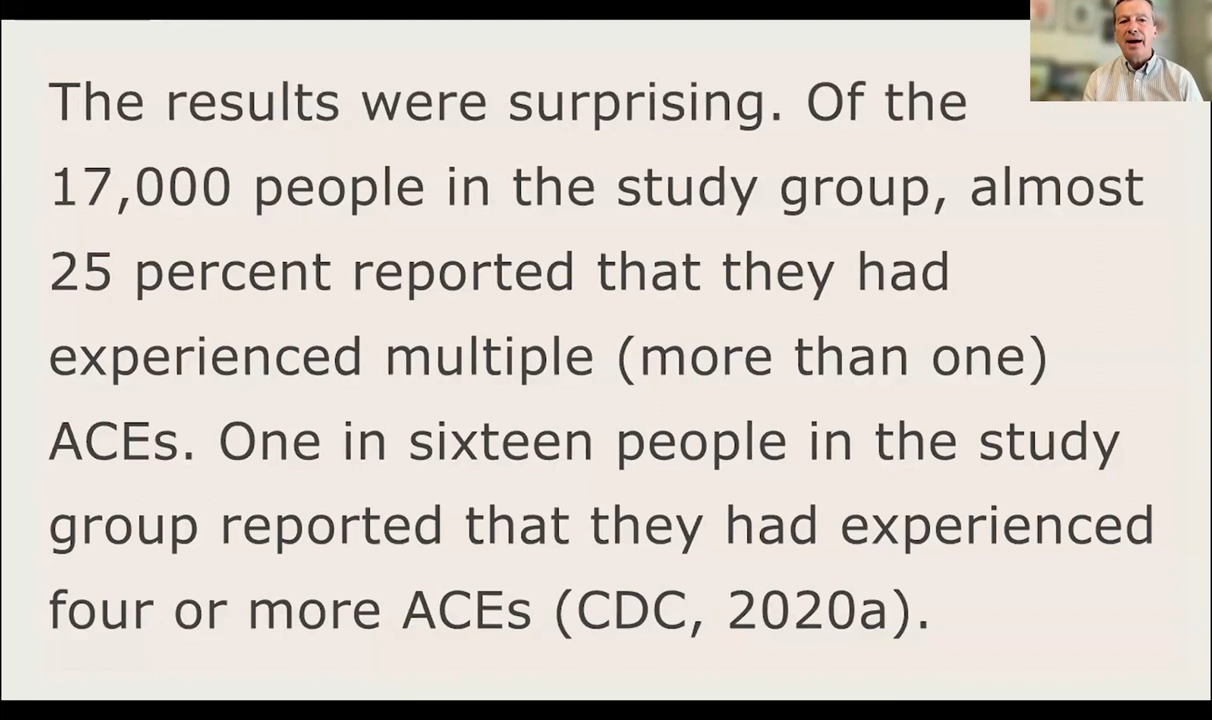 The results were surprising. Of the
17,000 people in the study group, almost
25 percent reported that they had
experienced multiple (more than one)
ACEs. One in sixteen people in the study
group reported that they had experienced
four or more ACEs (CDC, 2020a).